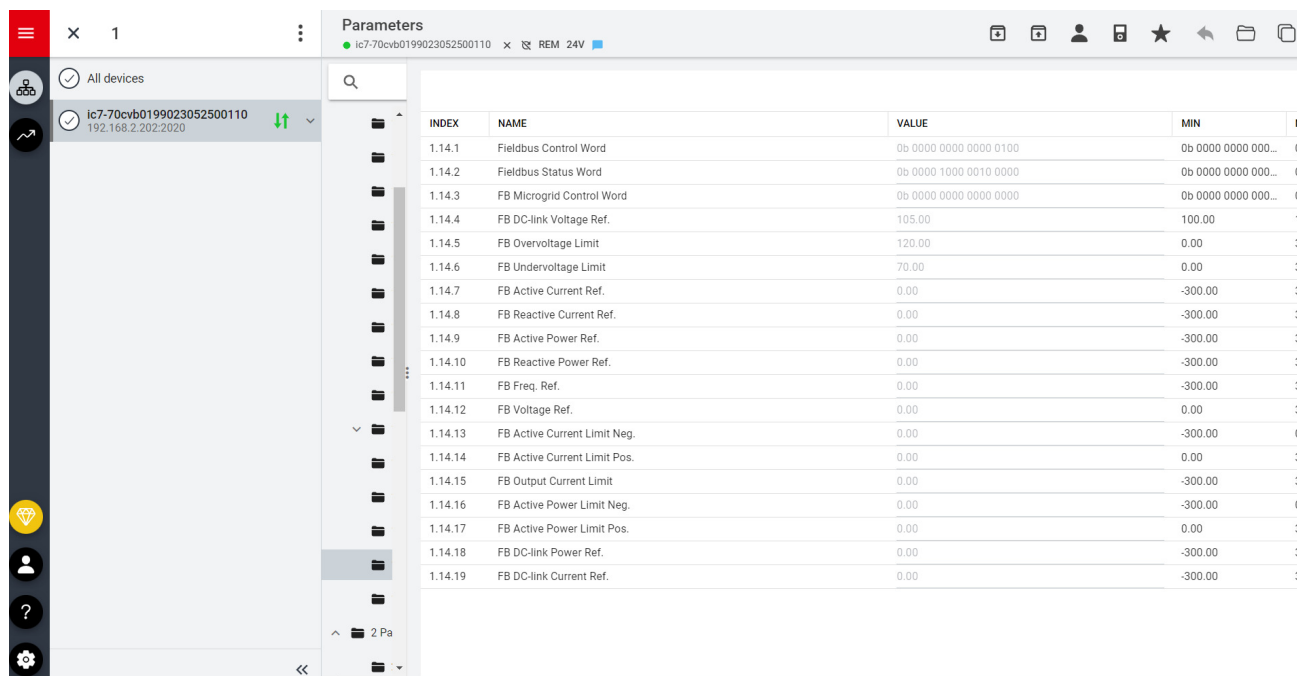 1
Parameters
ic7-70cvb0199023052500110 REM 24V
All devices
ic7-70cvb0199023052500110
192.168.2.202:2020
INDEX NAME VALUE MIN
1.14.1 Fieldbus Control Word 0b 0000 0000 0000 0100 0b 0000 0000 000...
1.14.2 Fieldbus Status Word 0b 0000 1000 0010 0000 0b 0000 0000 000...
1.14.3 FB Microgrid Control Word 0b 0000 0000 0000 0000 0b 0000 0000 000...
1.14.4 FB DC-link Voltage Ref. 105.00 100.00
1.14.5 FB Overvoltage Limit 120.00 0.00
1.14.6 FB Undervoltage Limit 70.00 0.00
1.14.7 FB Active Current Ref. 0.00 -300.00
1.14.8 FB Reactive Current Ref. 0.00 -300.00
1.14.9 FB Active Power Ref. 0.00 -300.00
1.14.10 FB Reactive Power Ref. 0.00 -300.00
1.14.11 FB Freq. Ref. 0.00 -300.00
1.14.12 FB Voltage Ref. 0.00 0.00
1.14.13 FB Active Current Limit Neg. 0.00 -300.00
1.14.14 FB Active Current Limit Pos. 0.00 0.00
1.14.15 FB Output Current Limit 0.00 -300.00
1.14.16 FB Active Power Limit Neg. 0.00 -300.00
1.14.17 FB Active Power Limit Pos. 0.00 0.00
1.14.18 FB DC-link Power Ref. 0.00 -300.00
1.14.19 FB DC-link Current Ref. 0.00 -300.00
2 Pa